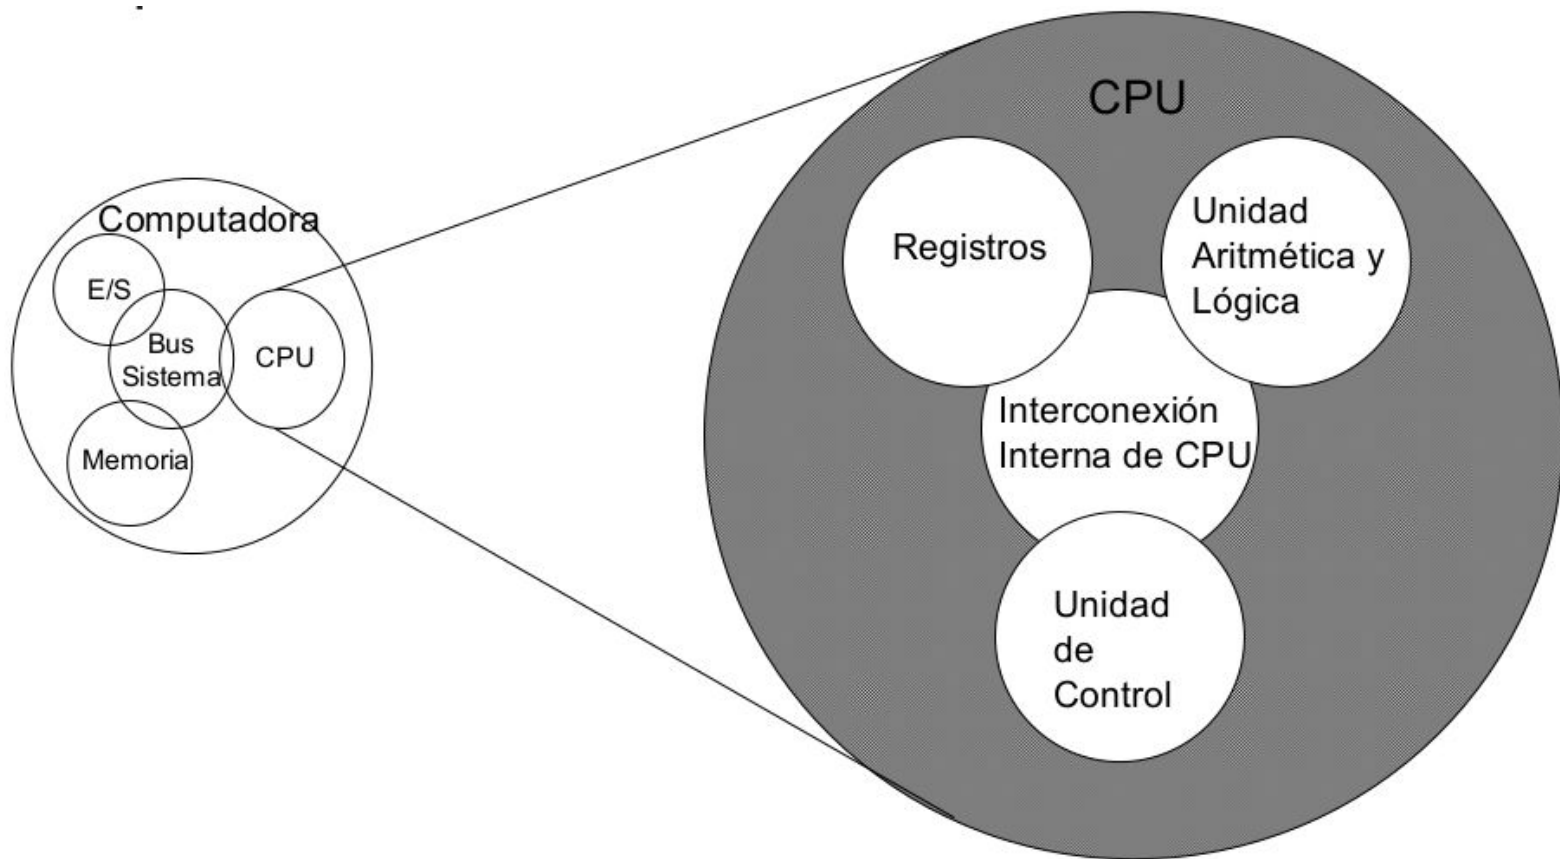 Computadora
E/S
Bus
Sistema
CPU
Memoria
CPU
Registros
Unidad
Aritmética y
Lógica
Interconexión
Interna de CPU
Unidad
de
Control